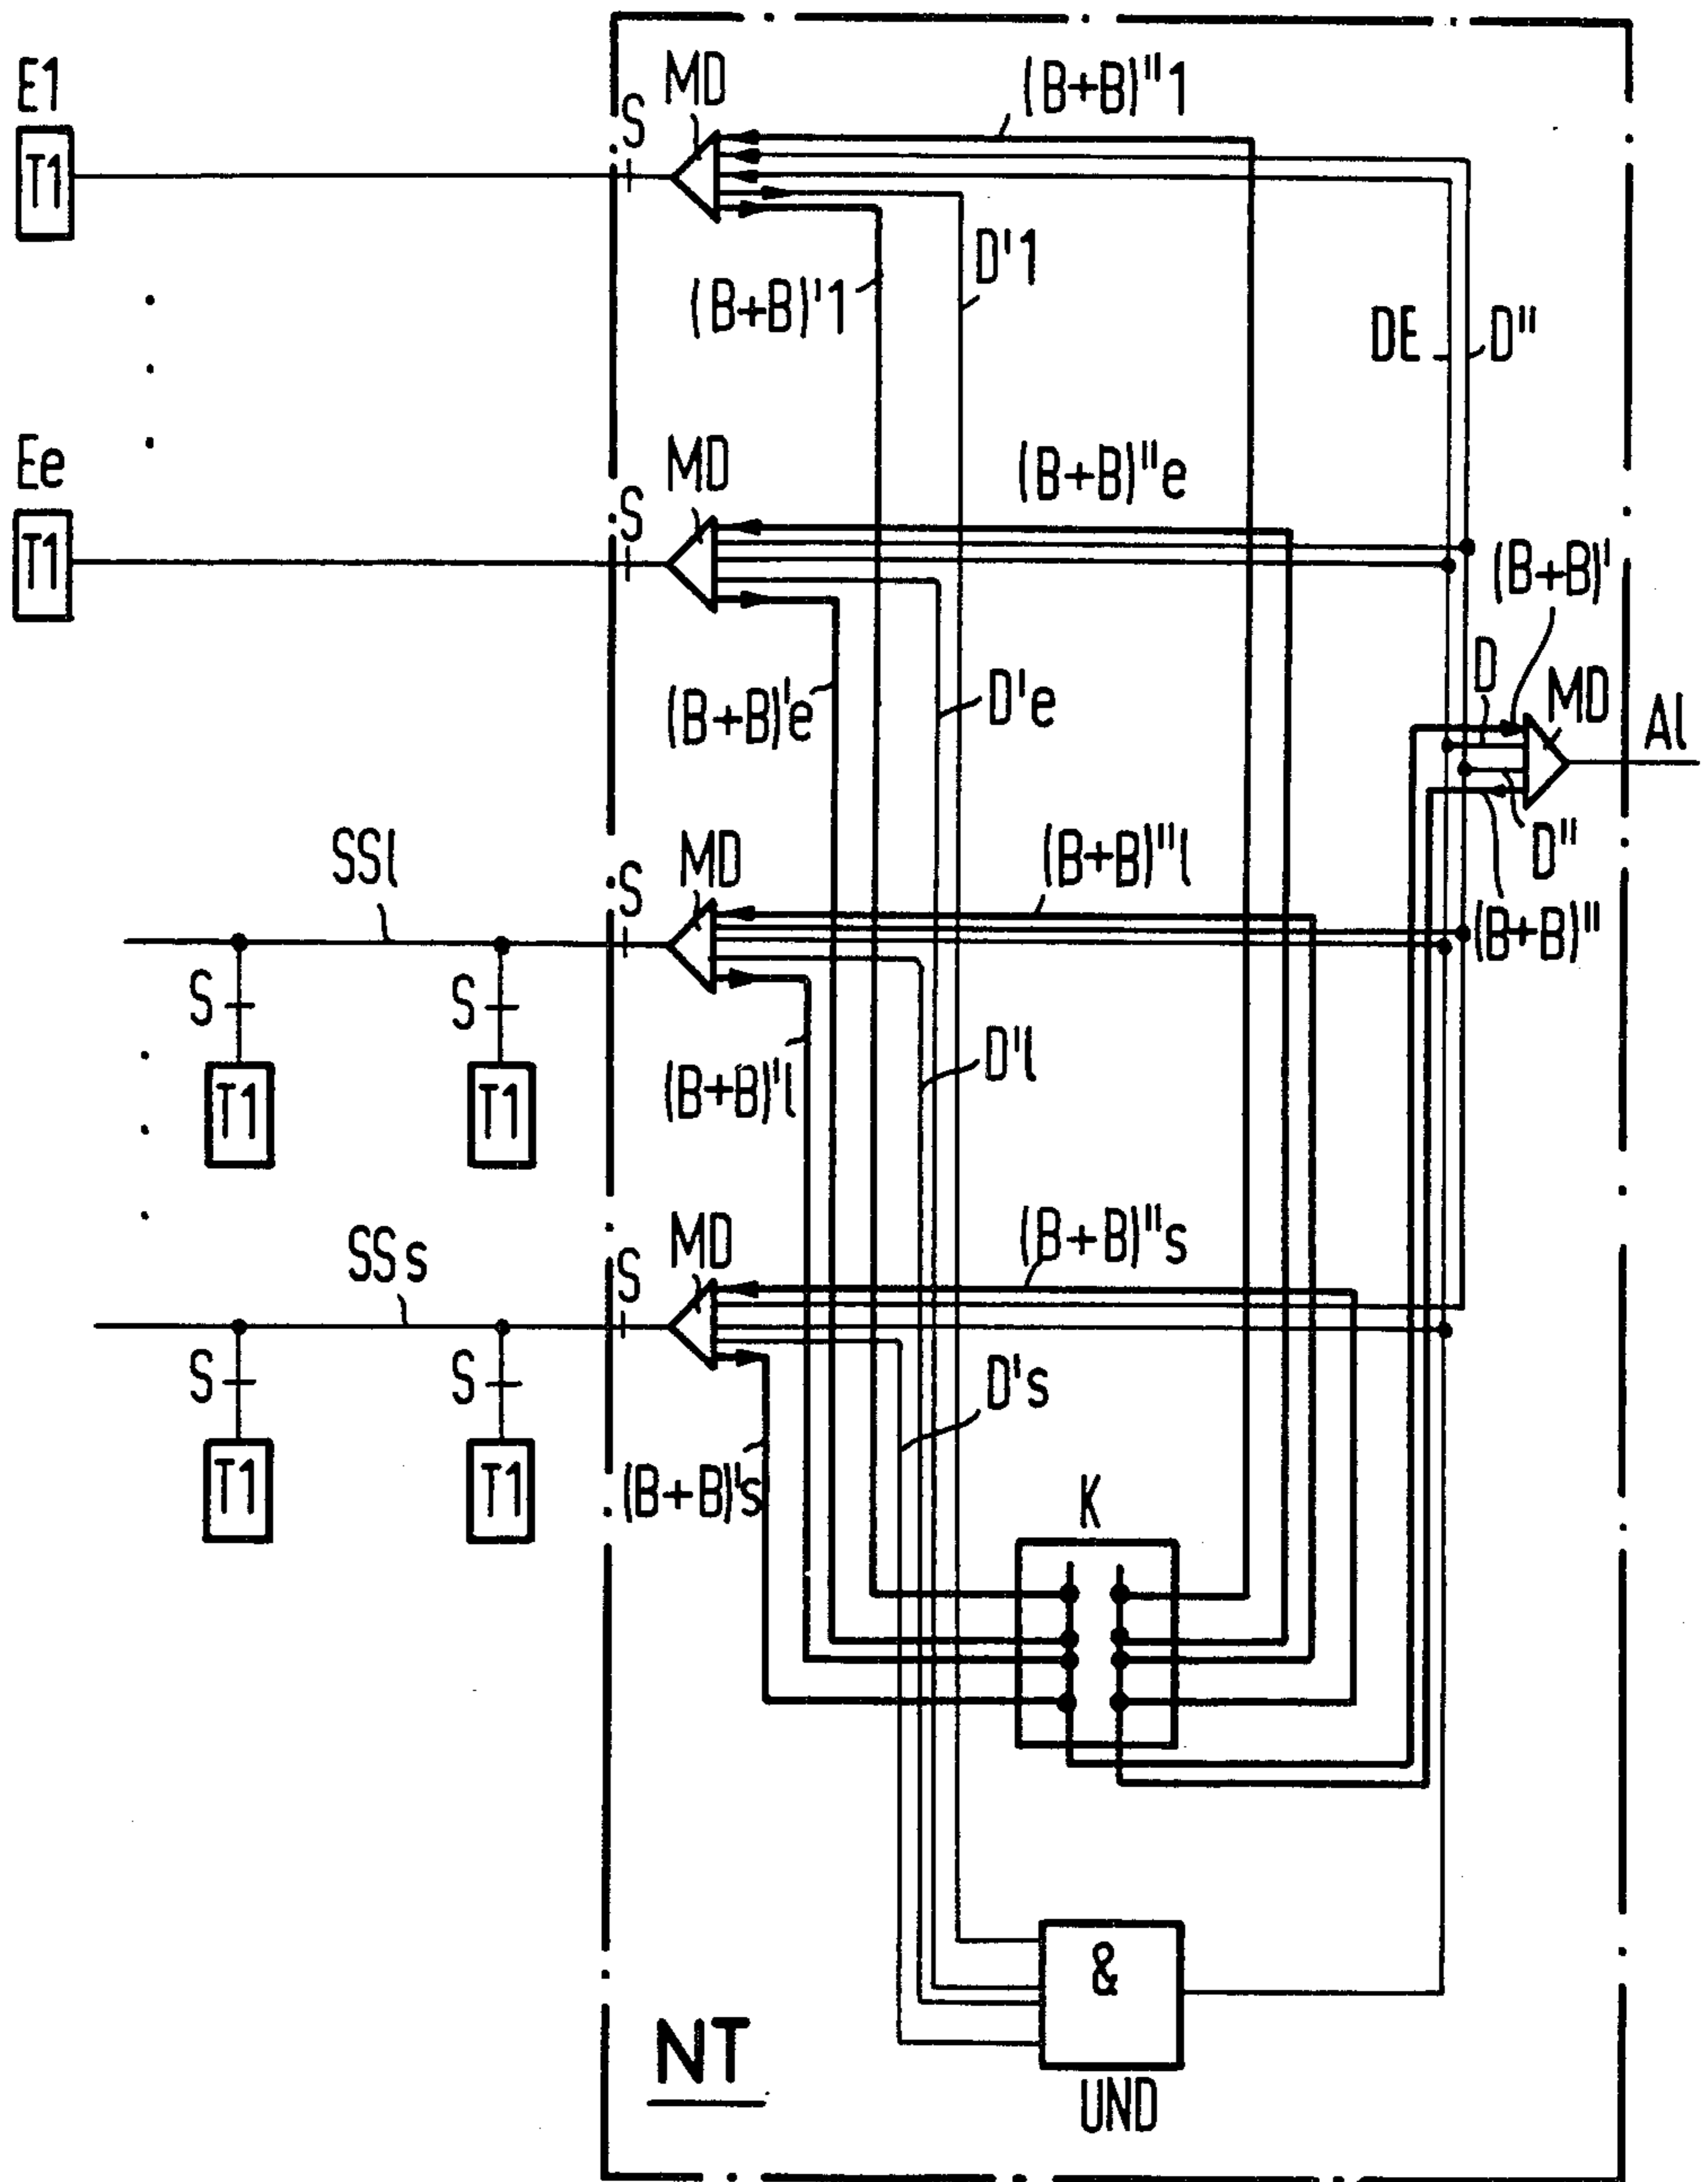 E1
T1
S
MD
(B+B)"1
(B+B)'1
D'1
DE
D"
Ee
T1
S
MD
(B+B)"e
(B+B)'
(B+B)'e
D'e
D
MD
Al
D"
(B+B)"
SSl
S
MD
(B+B)"l
S
S
T1
T1
(B+B)'l
D'l
SSs
S
MD
(B+B)"s
S
S
T1
T1
(B+B)'s
D's
K
&
UND
NT